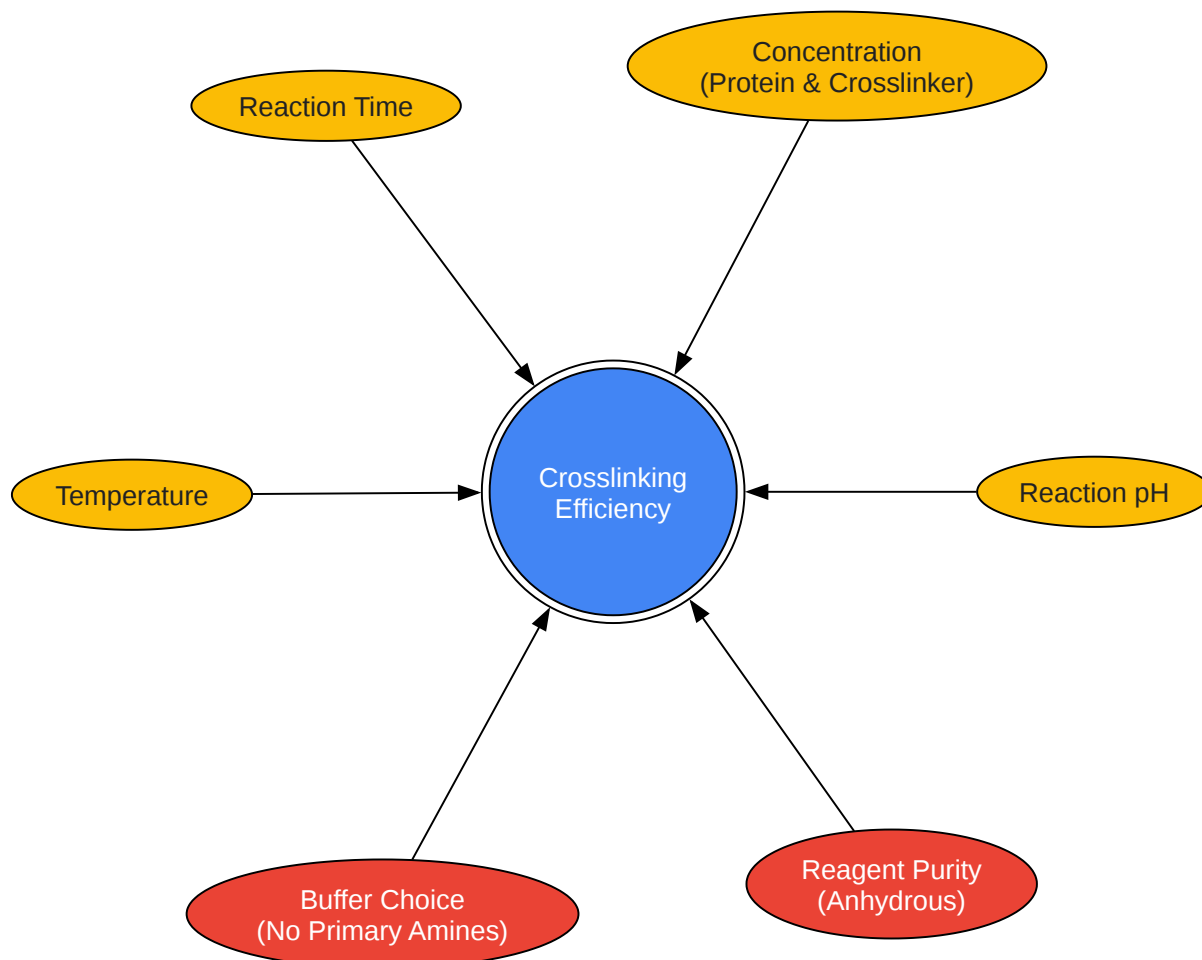 Concentration
(Protein & Crosslinker)
Reaction Time
Crosslinking
Efficiency
Temperature
Reaction pH
Reagent Purity
(Anhydrous)
Buffer Choice
(No Primary Amines)